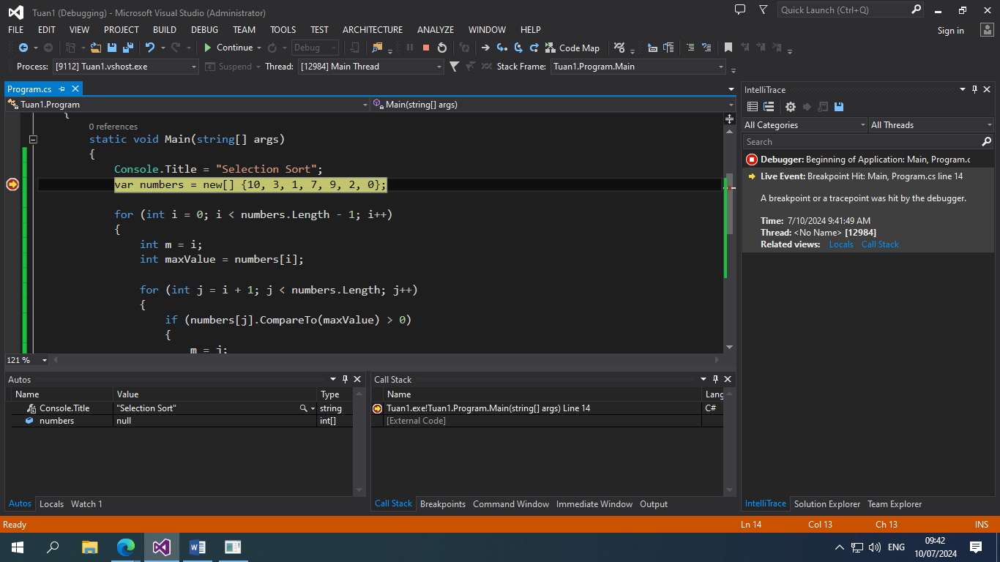 Tuan1 (Debugging) - Microsoft Visual Studio (Administrator)
Quick Launch (Ctrl+Q)
FILE EDIT VIEW PROJECT BUILD DEBUG TEAM TOOLS TEST ARCHITECTURE ANALYZE WINDOW HELP
Sign in
Continue Debug Code Map
Process: [9112] Tuan1.vshost.exe Suspend Thread: [12984] Main Thread Stack Frame: Tuan1.Program.Main
Program.cs
Tuan1.Program Main(string[] args)
{
0 references
static void Main(string[] args)
{
Console.Title = "Selection Sort";
var numbers = new[] {10, 3, 1, 7, 9, 2, 0};
for (int i = 0; i < numbers.Length - 1; i++)
{
int m = i;
int maxValue = numbers[i];
for (int j = i + 1; j < numbers.Length; j++)
{
if (numbers[j].CompareTo(maxValue) > 0)
{
m = j;
121 %
IntelliTrace
All Categories All Threads
Search
Debugger: Beginning of Application: Main, Program.c
Live Event: Breakpoint Hit: Main, Program.cs line 14
A breakpoint or a tracepoint was hit by the debugger.
Time: 7/10/2024 9:41:49 AM
Thread: <No Name> [12984]
Related views: Locals Call Stack
Autos
Name Value Type
Console.Title "Selection Sort" string
numbers null int[]
Autos Locals Watch 1
Call Stack
Name Lang
Tuan1.exe!Tuan1.Program.Main(string[] args) Line 14 C#
[External Code]
Call Stack Breakpoints Command Window Immediate Window Output
IntelliTrace Solution Explorer Team Explorer
Ready Ln 14 Col 13 Ch 13 INS
ENG
09:42
10/07/2024